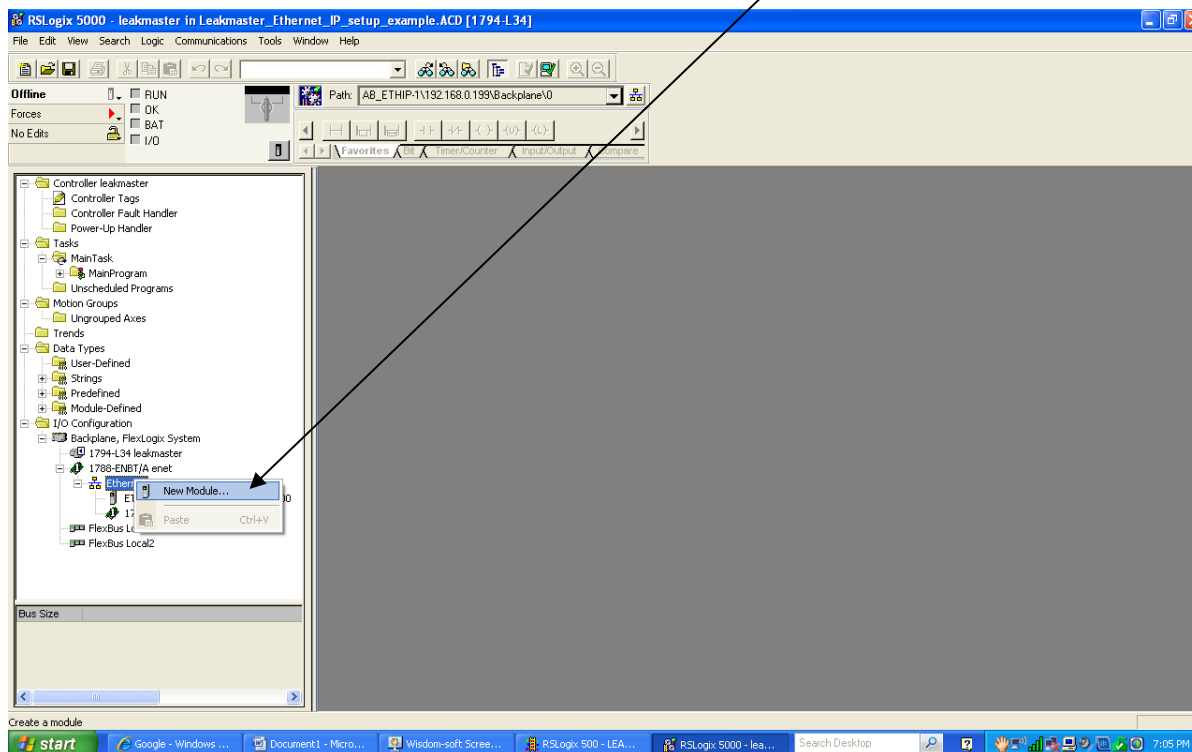 RSLogix 5000 - leakmaster in Leakmaster_Ethernet_IP_setup_example.ACD [1794-L34]
File Edit View Search Logic Communications Tools Window Help
Offline
RUN
Path: AB_ETHIP-1\192.168.0.199\Backplane\0
Forces
OK
BAT
No Edits
I/O
Favorites Bit Timer/Counter Input/Output Compare
Controller leakmaster
Controller Tags
Controller Fault Handler
Power-Up Handler
Tasks
MainTask
MainProgram
Unscheduled Programs
Motion Groups
Ungrouped Axes
Trends
Data Types
User-Defined
Strings
Predefined
Module-Defined
I/O Configuration
Backplane, FlexLogix System
1794-L34 leakmaster
1788-ENBT/A enet
New Module...
Paste Ctrl+V
FlexBus Local2
Bus Size
Create a module
start Google - Windows ... Document1 - Micro... Wisdom-soft Scree... RSLogix 500 - LEA... RSLogix 5000 - lea... Search Desktop 7:05 PM